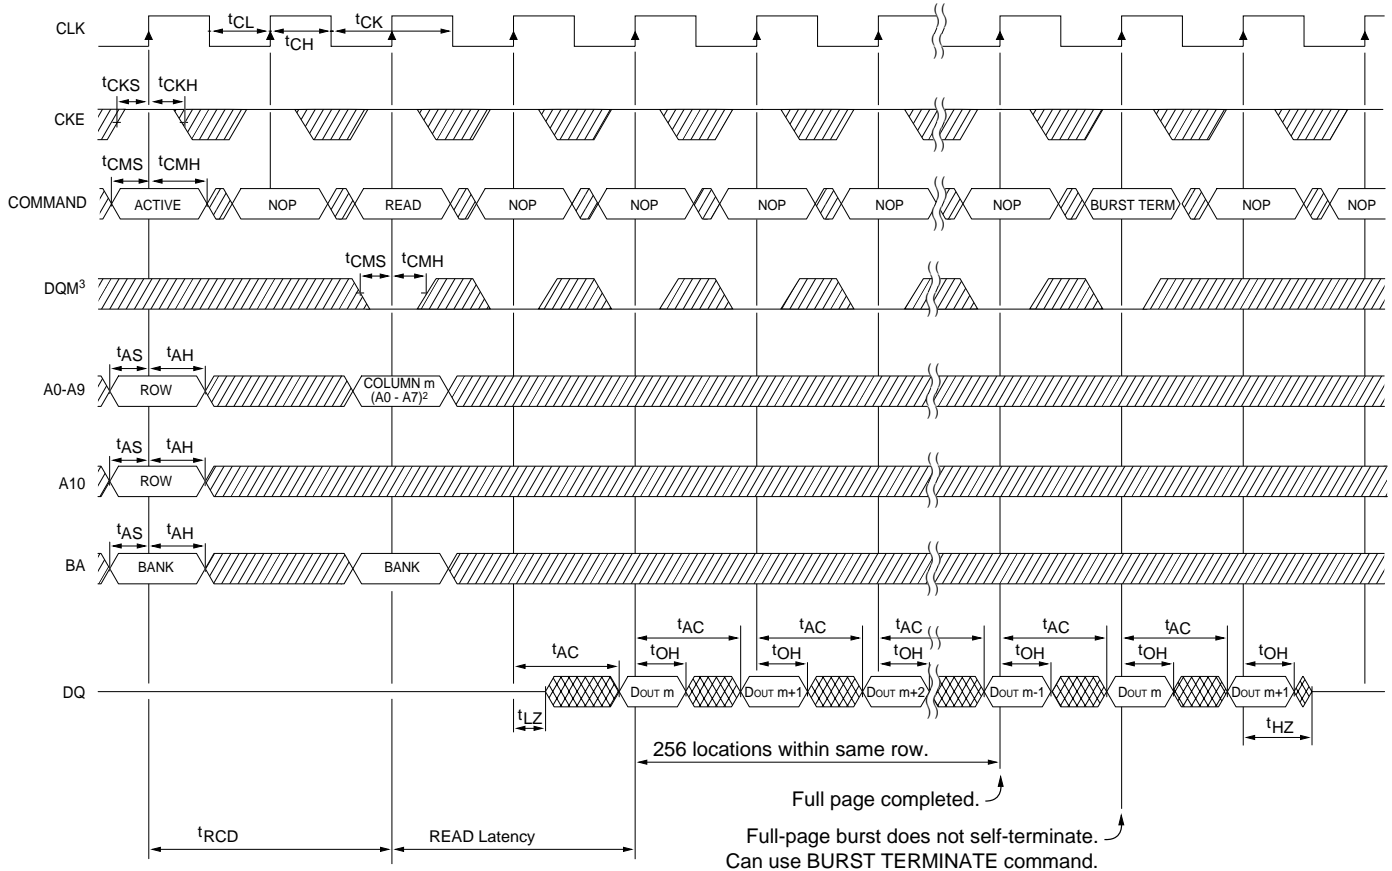 CLK
tCL
tCH
tCK
tCKS
tCKH
CKE
tCMS
tCMH
COMMAND
ACTIVE
NOP
READ
NOP
NOP
NOP
NOP
NOP
BURST TERM
NOP
NOP
tCMS
tCMH
DQM3
tAS
tAH
A0-A9
ROW
COLUMN m
(A0 - A7)2
tAS
tAH
A10
ROW
tAS
tAH
BA
BANK
BANK
tAC
tAC
tAC
tAC
tAC
tAC
tOH
tOH
tOH
tOH
tOH
tOH
DQ
DOUT m
DOUT m+1
DOUT m+2
DOUT m-1
DOUT m
DOUT m+1
tLZ
tHZ
256 locations within same row.
Full page completed.
tRCD
READ Latency
Full-page burst does not self-terminate.
Can use BURST TERMINATE command.